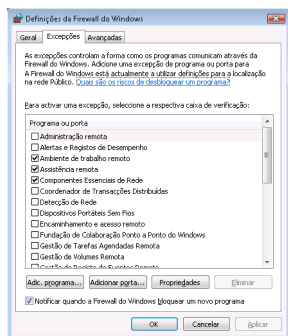 Definições da Firewall do Windows
Geral Excepções Avançadas
As excepções controlam a forma como os programas comunicam através da
Firewall do Windows. Adicione uma excepção de programa ou porta para
A Firewall do Windows está actualmente a utilizar definições para a localização
na rede Público. Quais são os riscos de desbloquear um programa?
Para activar uma excepção, seleccione a respectiva caixa de verificação:
Programa ou porta
Administração remota
Alertas e Registos de Desempenho
Ambiente de trabalho remoto
Assistência remota
Componentes Essenciais de Rede
Coordenador de Transacções Distribuídas
Detecção de Rede
Dispositivos Portáteis Sem Fios
Encaminhamento e acesso remoto
Fundação de Colaboração Ponto a Ponto do Windows
Gestão de Tarefas Agendadas Remota
Gestão de Volumes Remota
Gestão de Registo de Eventos Remota
Adic. programa... Adicionar porta... Propriedades Eliminar
Notificar quando a Firewall do Windows bloquear um novo programa
OK Cancelar Aplicar